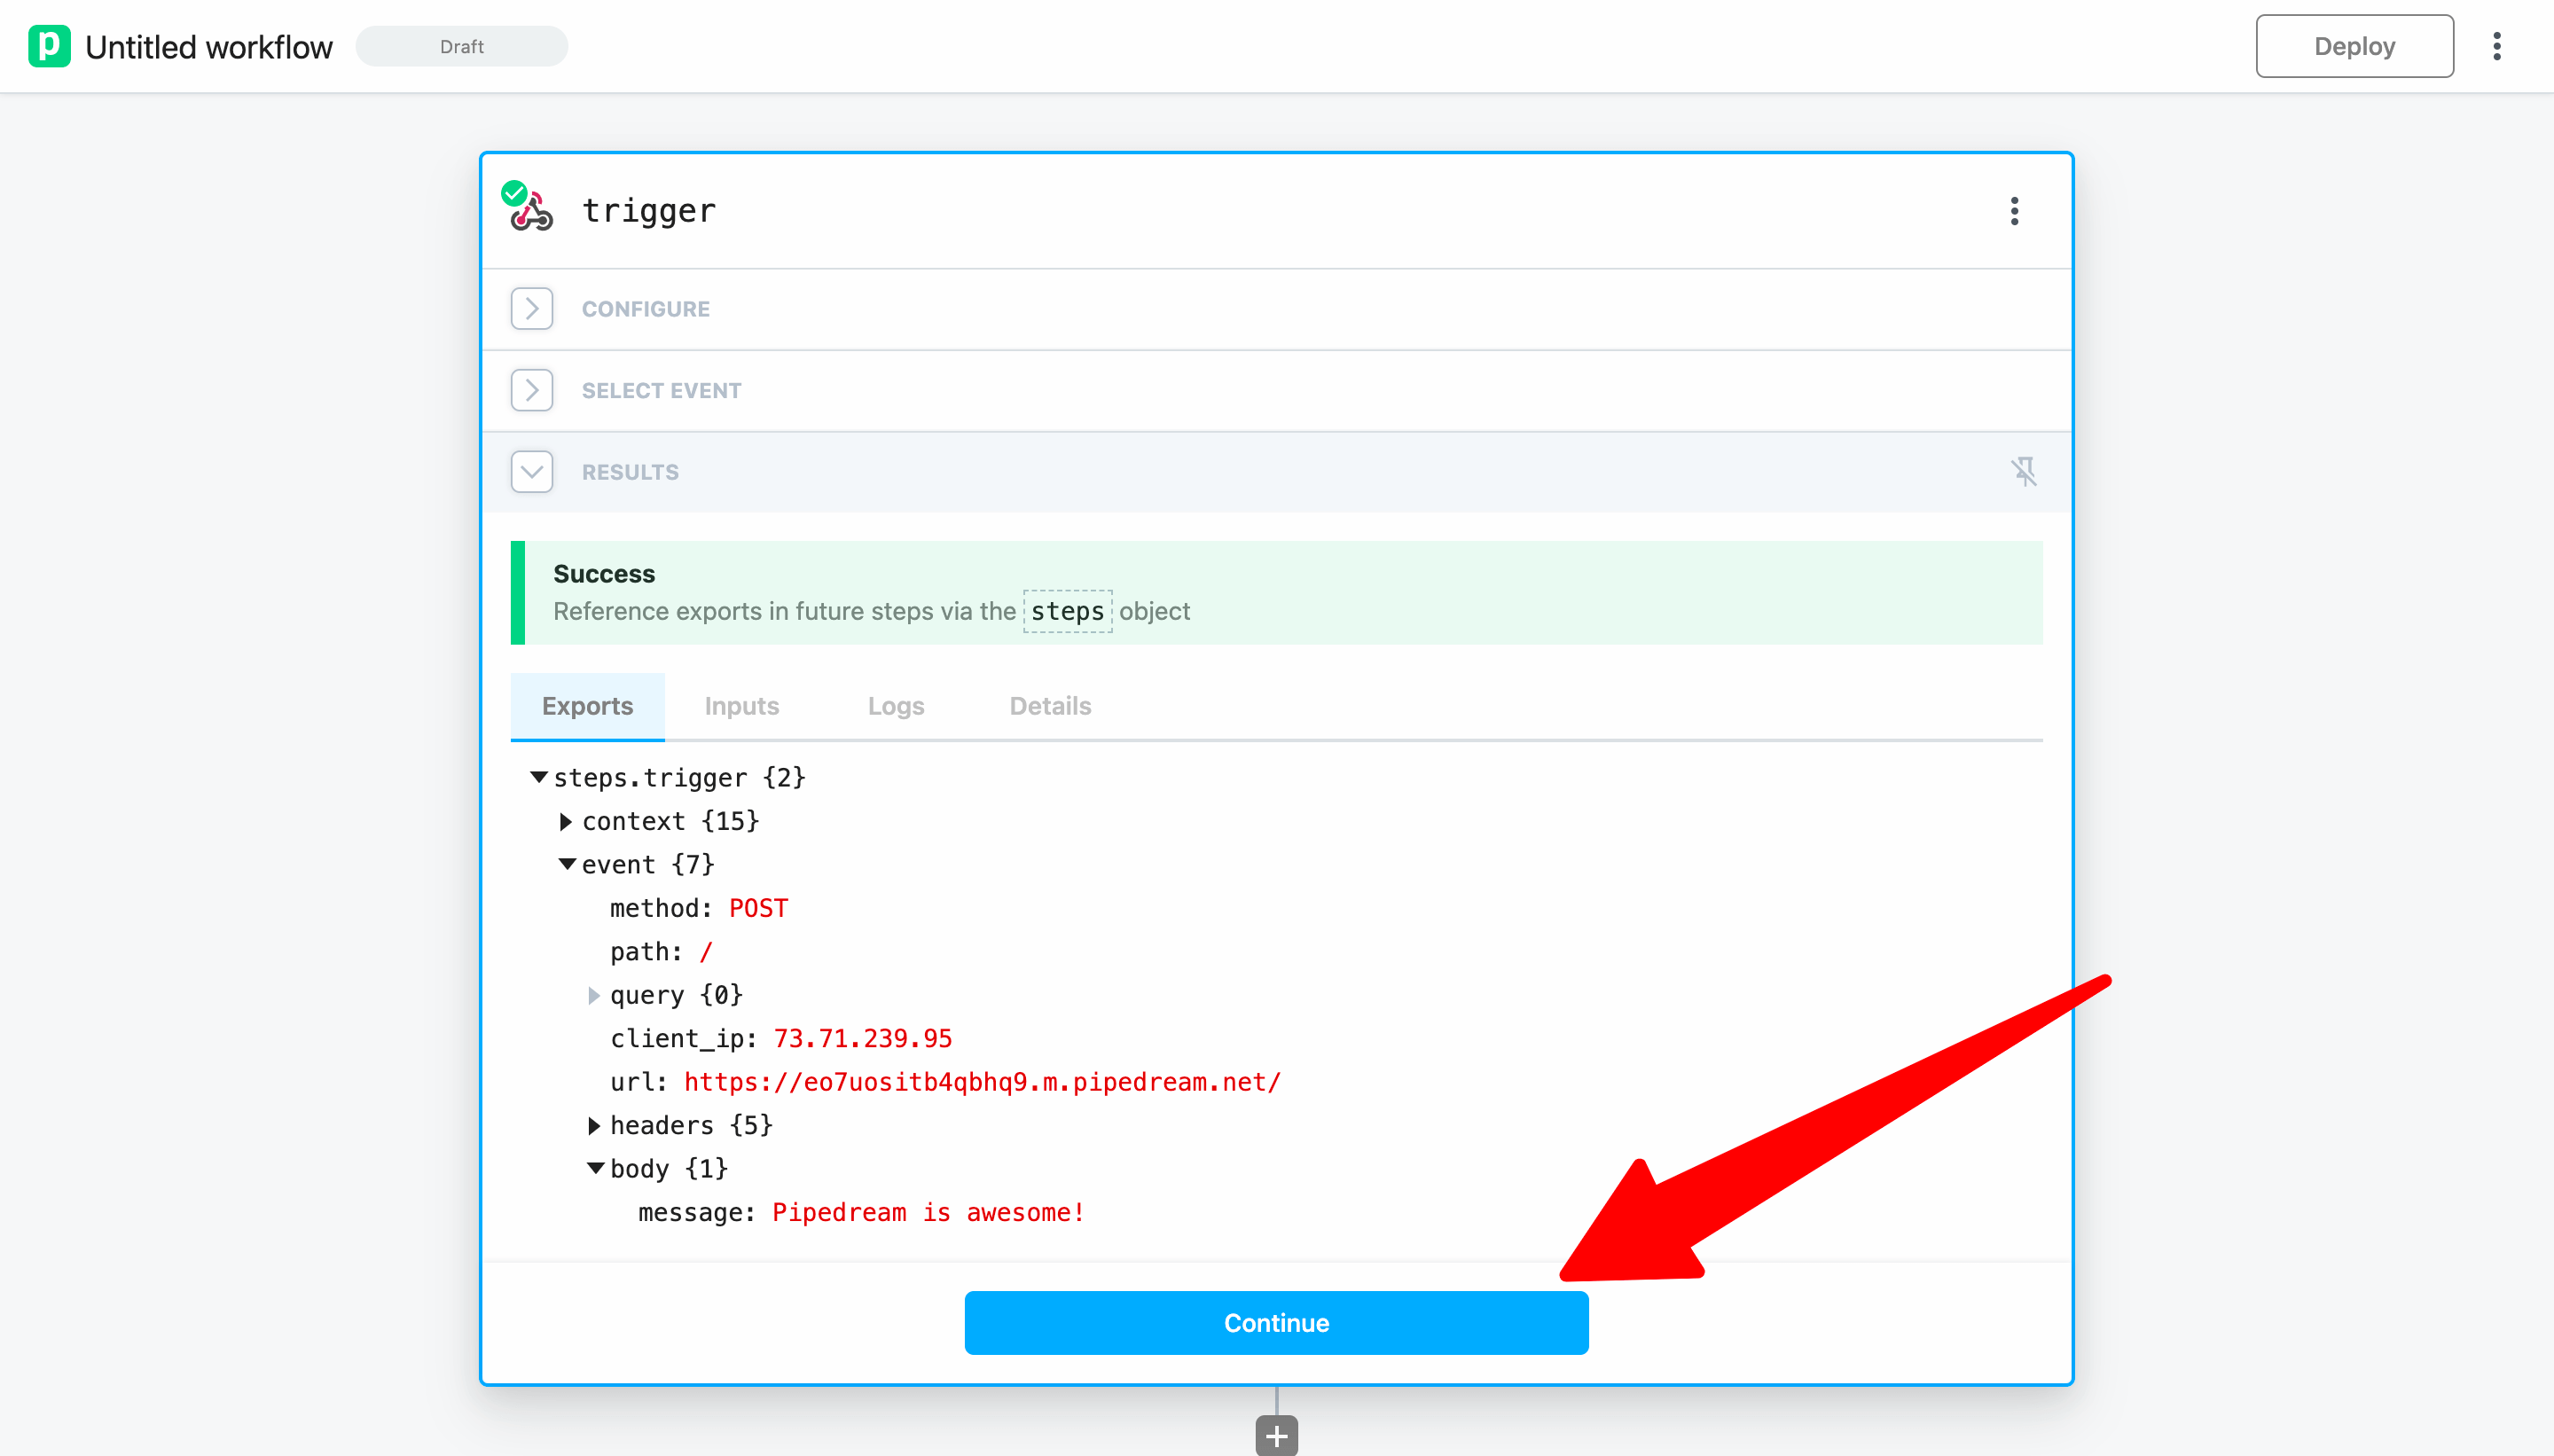 p Untitled workflow Draft Deploy
trigger
CONFIGURE
SELECT EVENT
RESULTS
Success
Reference exports in future steps via the steps object
Exports Inputs Logs Details
steps.trigger {2}
context {15}
event {7}
method: POST
path: /
query {0}
client_ip: 73.71.239.95
url: https://eo7uositb4qbhq9.m.pipedream.net/
headers {5}
body {1}
message: Pipedream is awesome!
Continue